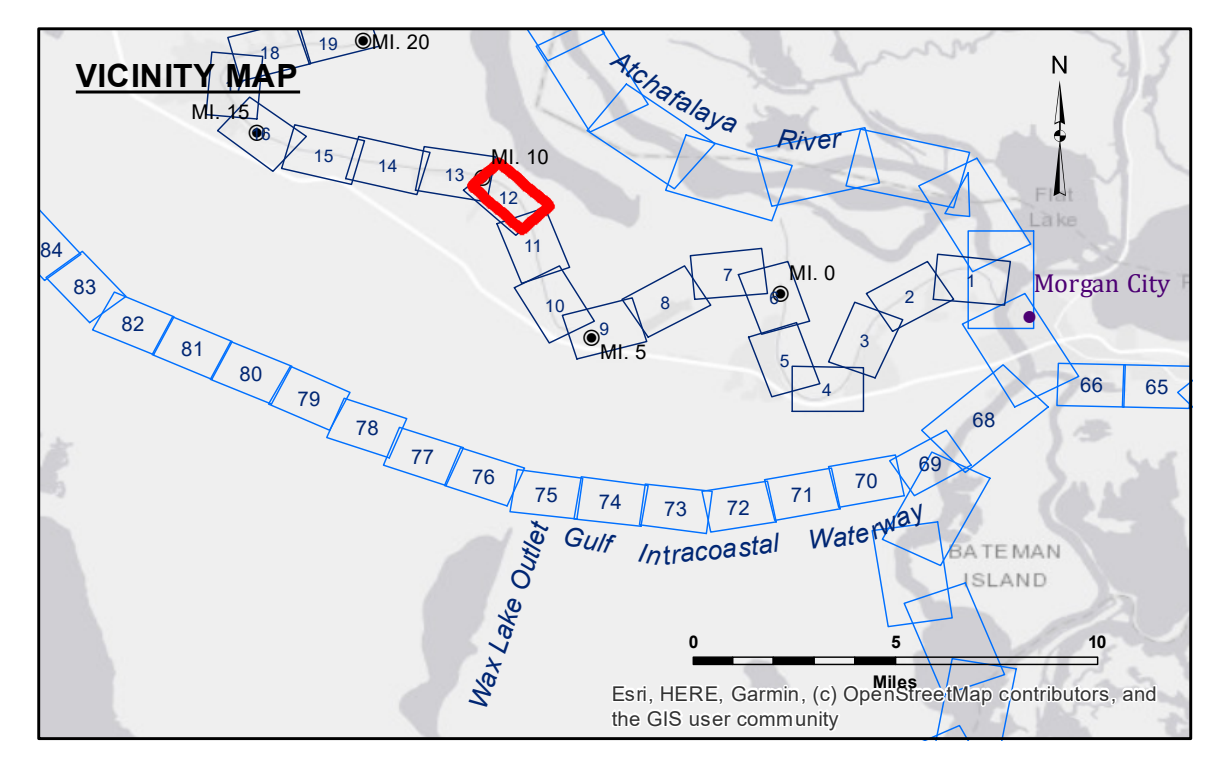 18
19
MI. 20
VICINITY MAP
Atchafalaya
River
N
MI. 15
16
15
14
13
MI. 10
12
Flat
Lake
11
84
83
7
MI. 0
6
1
Morgan City
10
8
2
82
9
MI. 5
3
81
5
80
4
66
65
79
78
68
77
69
76
75
74
73
72
71
70
Wax Lake Outlet
Gulf
Intracoastal
Waterway
BATEMAN
ISLAND
0
5
10
Miles
Esri, HERE, Garmin, (c) OpenStreetMap contributors, and
the GIS user community